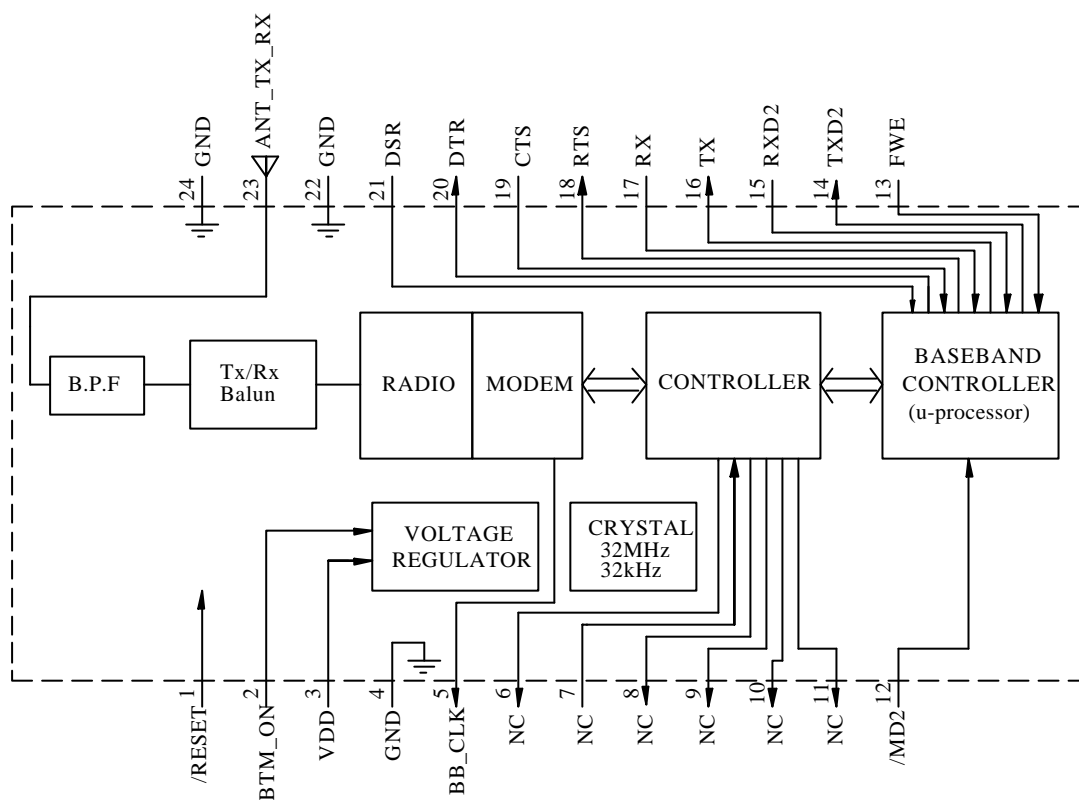 GND
ANT_TX_RX
GND
DSR
DTR
CTS
RTS
RX
TX
RXD2
TXD2
FWE
24
23
22
21
20
19
18
17
16
15
14
13
B.P.F
Tx/Rx
Balun
RADIO
MODEM
CONTROLLER
BASEBAND
CONTROLLER
(u-processor)
VOLTAGE
REGULATOR
CRYSTAL
32MHz
32kHz
1
2
3
4
5
6
7
8
9
10
11
12
/RESET
BTM_ON
VDD
GND
BB_CLK
NC
NC
NC
NC
NC
NC
/MD2